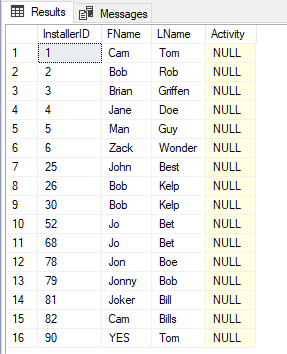 Results Messages
InstallerID FName LName Activity
1 1 Cam Tom NULL
2 2 Bob Rob NULL
3 3 Brian Griffen NULL
4 4 Jane Doe NULL
5 5 Man Guy NULL
6 6 Zack Wonder NULL
7 25 John Best NULL
8 26 Bob Kelp NULL
9 30 Bob Kelp NULL
10 52 Jo Bet NULL
11 68 Jo Bet NULL
12 78 Jon Boe NULL
13 79 Jonny Bob NULL
14 81 Joker Bill NULL
15 82 Cam Bills NULL
16 90 YES Tom NULL